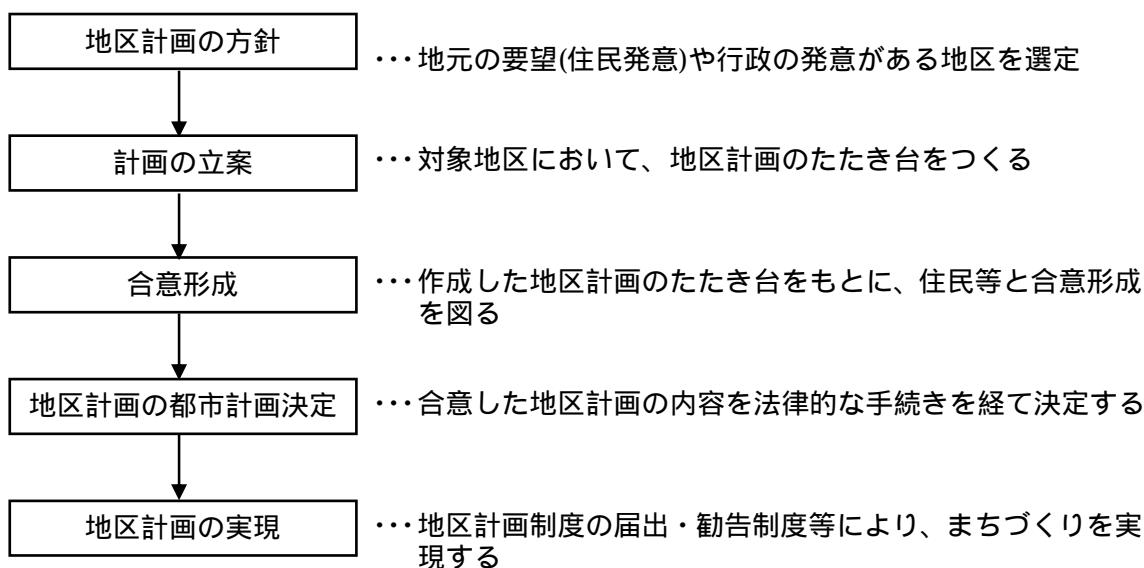 地区計画の方針
･･･地元の要望(住民発意)や行政の発意がある地区を選定
計画の立案
･･･対象地区において、地区計画のたたき台をつくる
合意形成
･･･作成した地区計画のたたき台をもとに、住民等と合意形成
を図る
地区計画の都市計画決定
･･･合意した地区計画の内容を法律的な手続きを経て決定する
地区計画の実現
･･･地区計画制度の届出・勧告制度等により、まちづくりを実
現する